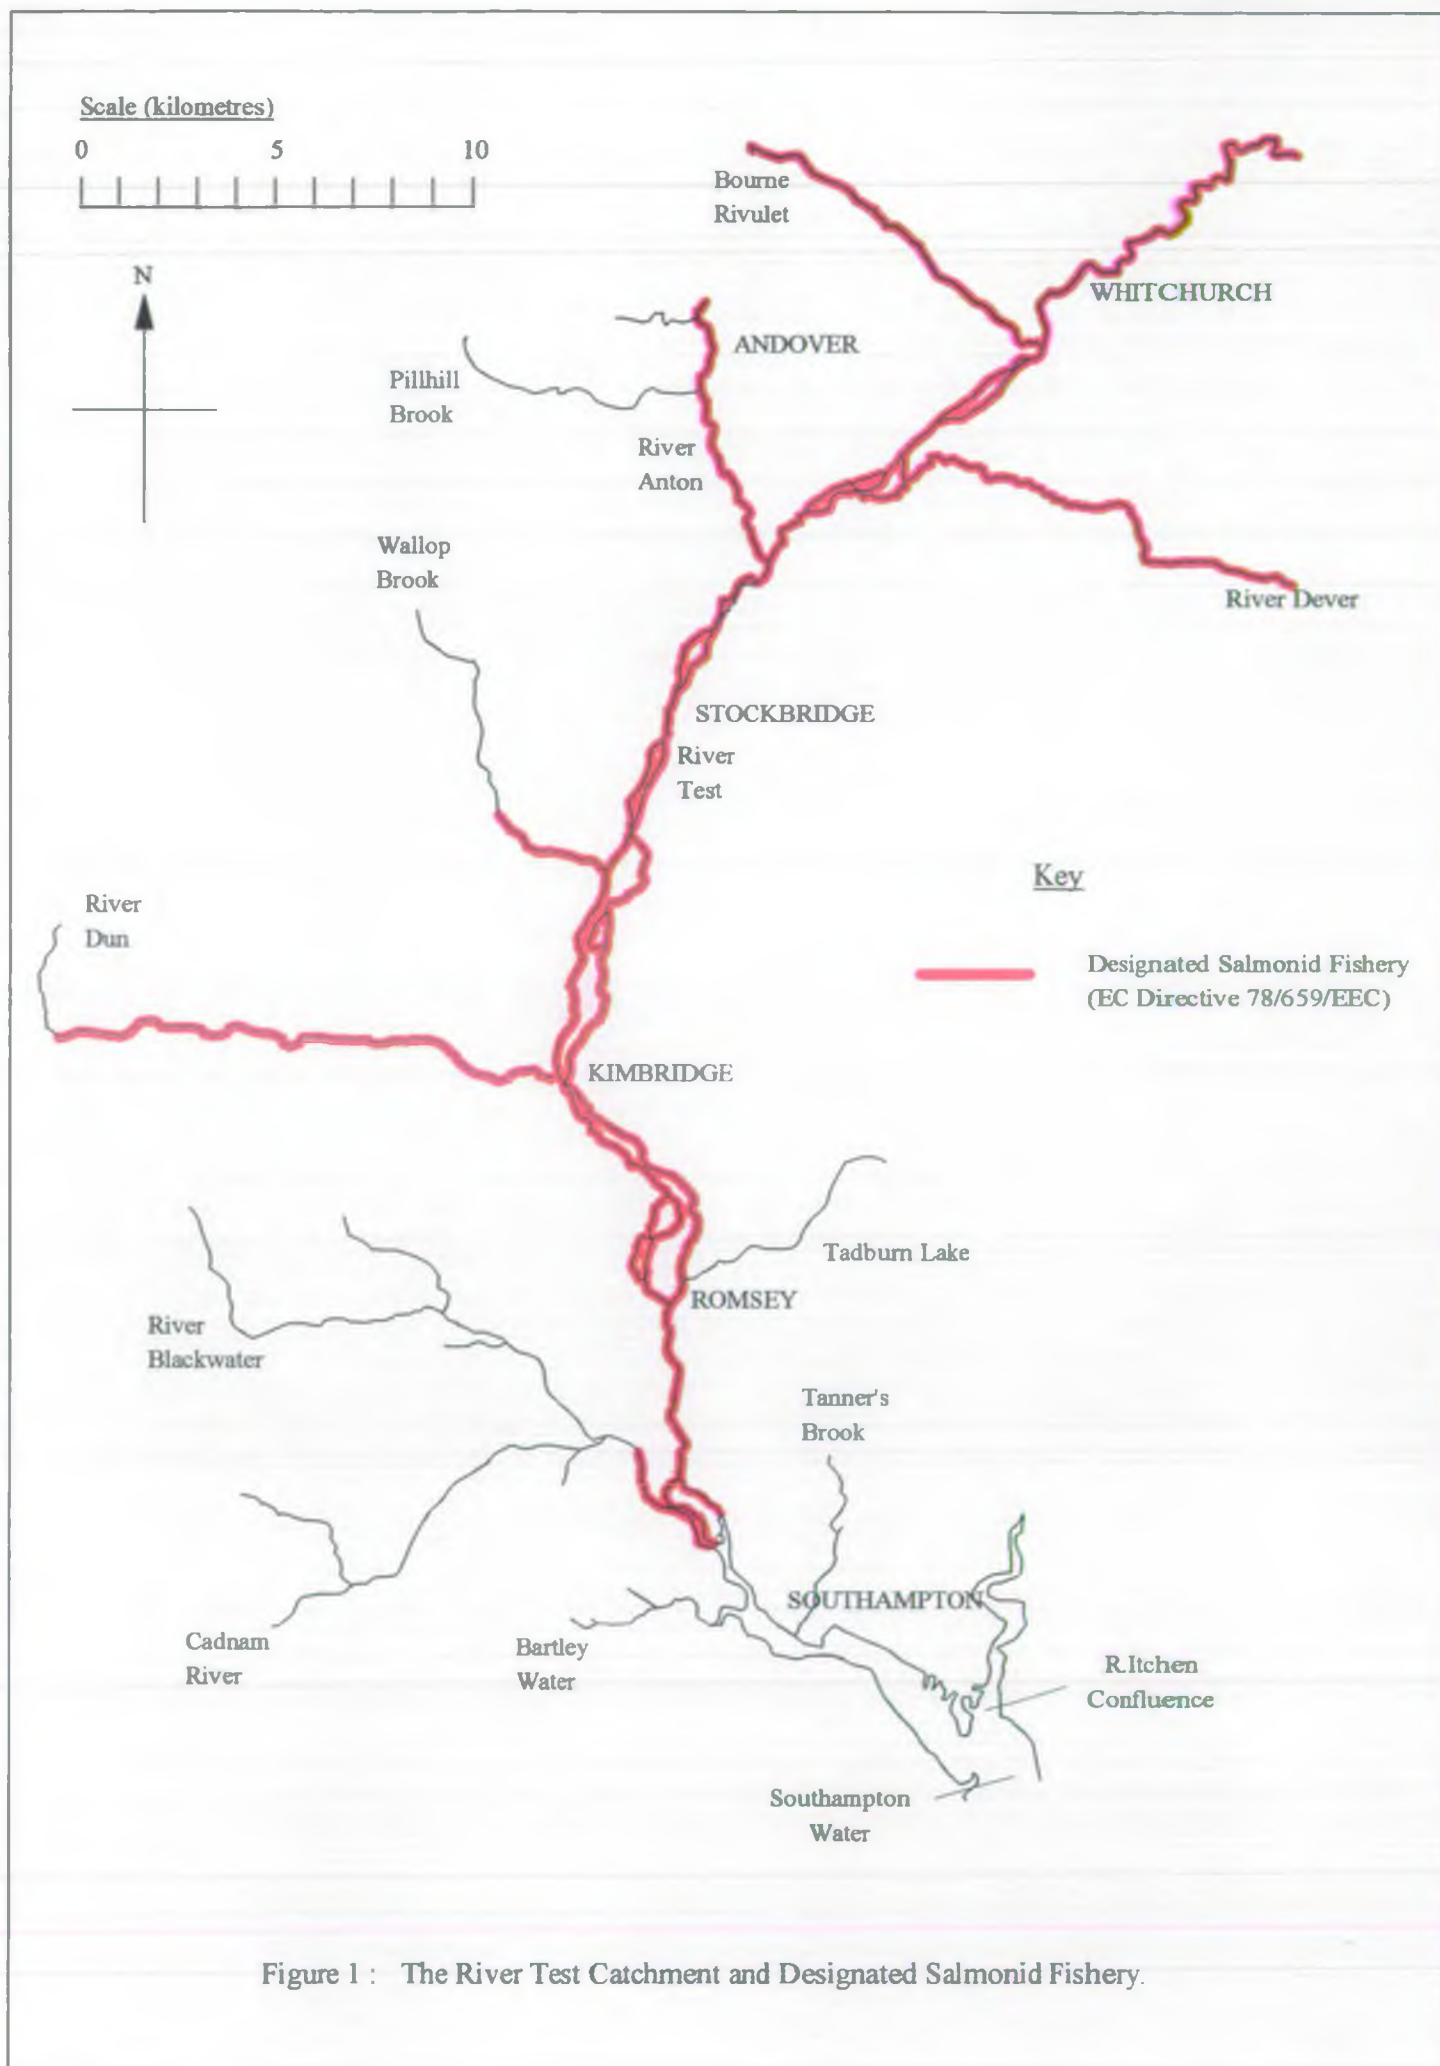 Scale (kilometres)
0 5 10
N
Bourne
Rivulet
WHITCHURCH
ANDOVER
Pillhill
Brook
River
Anton
Wallop
Brook
River Dever
STOCKBRIDGE
River
Test
Key
River
Dun
Designated Salmonid Fishery
(EC Directive 78/659/EEC)
KIMBRIDGE
Tadburn Lake
ROMSEY
River
Blackwater
Tanner's
Brook
SOUTHAMPTON
Cadnam
River
Bartley
Water
R.Itchen
Confluence
Southampton
Water
Figure 1 : The River Test Catchment and Designated Salmonid Fishery.